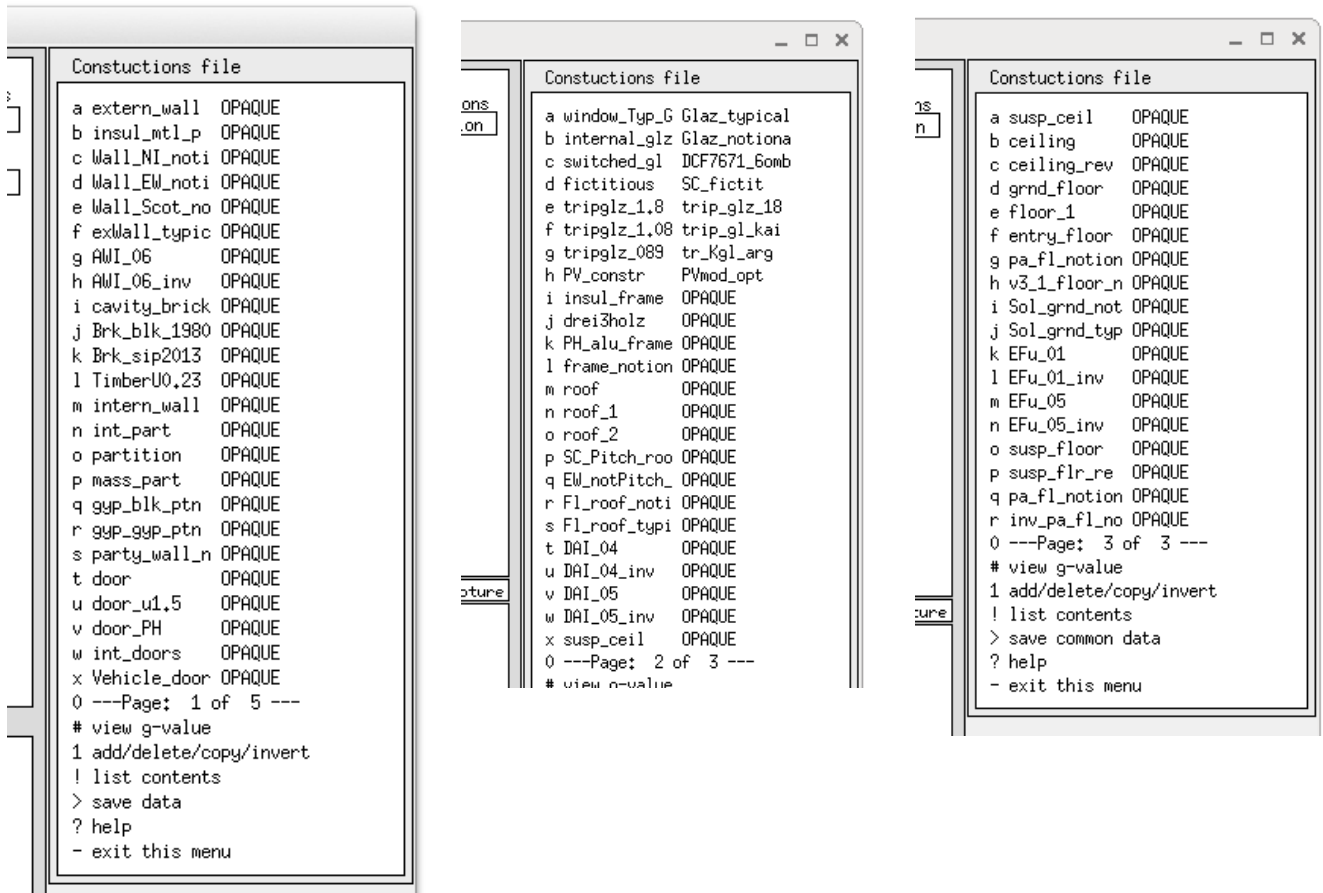 Constuctions file
a extern_wall OPAQUE
b insul_mtl_p OPAQUE
c Wall_NI_noti OPAQUE
d Wall_EW_noti OPAQUE
e Wall_Scot_no OPAQUE
f exWall_typic OPAQUE
g AWI_06 OPAQUE
h AWI_06_inv OPAQUE
i cavity_brick OPAQUE
j Brk_blk_1980 OPAQUE
k Brk_sip2013 OPAQUE
l TimberU0.23 OPAQUE
m intern_wall OPAQUE
n int_part OPAQUE
o partition OPAQUE
p mass_part OPAQUE
q gyp_blk_ptn OPAQUE
r gyp_gyp_ptn OPAQUE
s party_wall_n OPAQUE
t door OPAQUE
u door_u1.5 OPAQUE
v door_PH OPAQUE
w int_doors OPAQUE
x Vehicle_door OPAQUE
0 ---Page: 1 of 5 ---
# view g-value
1 add/delete/copy/invert
! list contents
> save data
? help
- exit this menu
ons
on
pture
Constuctions file
a window_Typ_G Glaz_typical
b internal_glz Glaz_notiona
c switched_gl DCF7671_6omb
d fictitious SC_fictit
e tripglz_1.8 trip_glz_18
f tripglz_1.08 trip_gl_kai
g tripglz_089 tr_Kgl_arg
h PV_constr PVmod_opt
i insul_frame OPAQUE
j drei3holz OPAQUE
k PH_alu_frame OPAQUE
l frame_notion OPAQUE
m roof OPAQUE
n roof_1 OPAQUE
o roof_2 OPAQUE
p SC_Pitch_roo OPAQUE
q EW_notPitch_ OPAQUE
r Fl_roof_noti OPAQUE
s Fl_roof_typi OPAQUE
t DAI_04 OPAQUE
u DAI_04_inv OPAQUE
v DAI_05 OPAQUE
w DAI_05_inv OPAQUE
x susp_ceil OPAQUE
0 ---Page: 2 of 3 ---
# view g-value
ns
n
ture
Constuctions file
a susp_ceil OPAQUE
b ceiling OPAQUE
c ceiling_rev OPAQUE
d grnd_floor OPAQUE
e floor_1 OPAQUE
f entry_floor OPAQUE
g pa_fl_notion OPAQUE
h v3_1_floor_n OPAQUE
i Sol_grnd_not OPAQUE
j Sol_grnd_typ OPAQUE
k EFu_01 OPAQUE
l EFu_01_inv OPAQUE
m EFu_05 OPAQUE
n EFu_05_inv OPAQUE
o susp_floor OPAQUE
p susp_flr_re OPAQUE
q pa_fl_notion OPAQUE
r inv_pa_fl_no OPAQUE
0 ---Page: 3 of 3 ---
# view g-value
1 add/delete/copy/invert
! list contents
> save common data
? help
- exit this menu